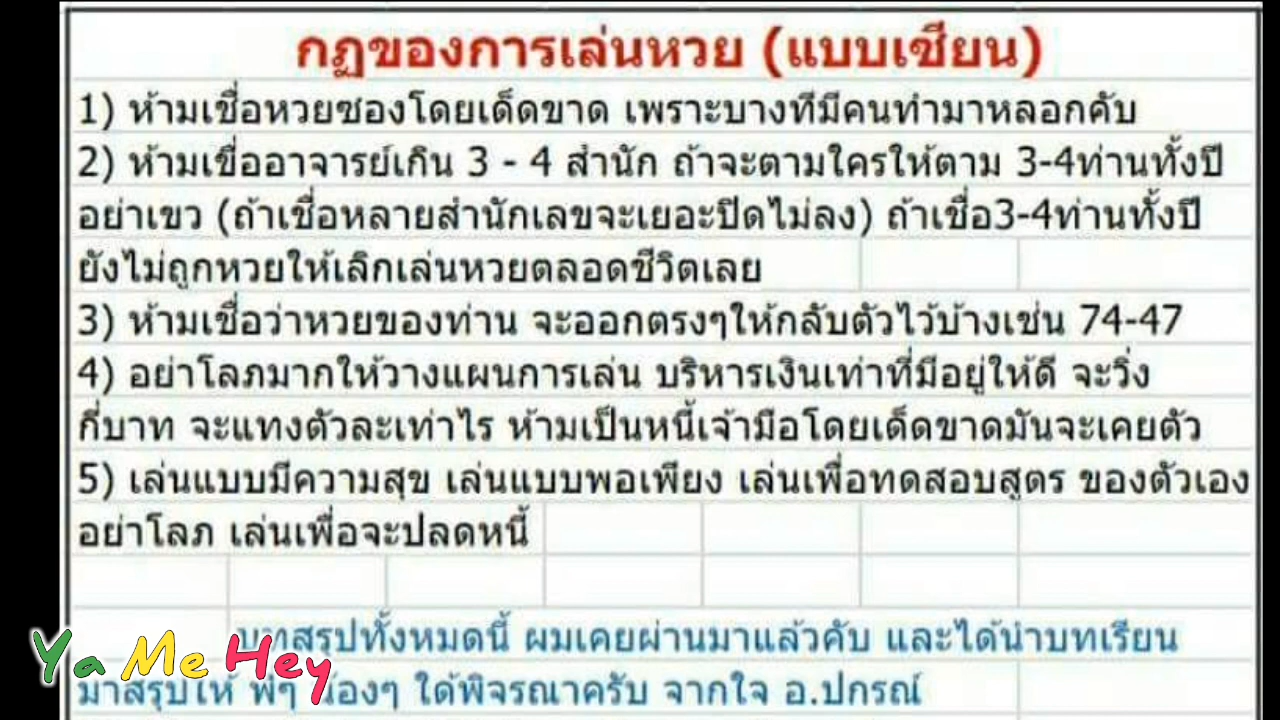 กฏของการเล่นหวย (แบบเซียน)
1) ห้ามเชื่อหวยซองโดยเด็ดขาด เพราะบางทีมีคนทำมาหลอกคับ
2) ห้ามเขื่ออาจารย์เกิน 3 - 4 สำนัก ถ้าจะตามใครให้ตาม 3-4ท่านทั้งปี
อย่าเขว (ถ้าเชื่อหลายสำนักเลขจะเยอะปิดไม่ลง) ถ้าเชื่อ3-4ท่านทั้งปี
ยังไม่ถูกหวยให้เลิกเล่นหวยตลอดชีวิตเลย
3) ห้ามเชื่อว่าหวยของท่าน จะออกตรงๆให้กลับตัวไว้บ้างเช่น 74-47
4) อย่าโลภมากให้วางแผนการเล่น บริหารเงินเท่าที่มีอยู่ให้ดี จะวิ่ง
กี่บาท จะแทงตัวละเท่าไร ห้ามเป็นหนี้เจ้ามือโดยเด็ดขาดมันจะเคยตัว
5) เล่นแบบมีความสุข เล่นแบบพอเพียง เล่นเพื่อทดสอบสูตร ของตัวเอง
อย่าโลภ เล่นเพื่อจะปลดหนี้
บทสรุปทั้งหมดนี้ ผมเคยผ่านมาแล้วคับ และได้นำบทเรียน
มาสรุปให้ พี่ๆ น้องๆ ใด้พิจรณาครับ จากใจ อ.ปกรณ์
Ya Me Hey